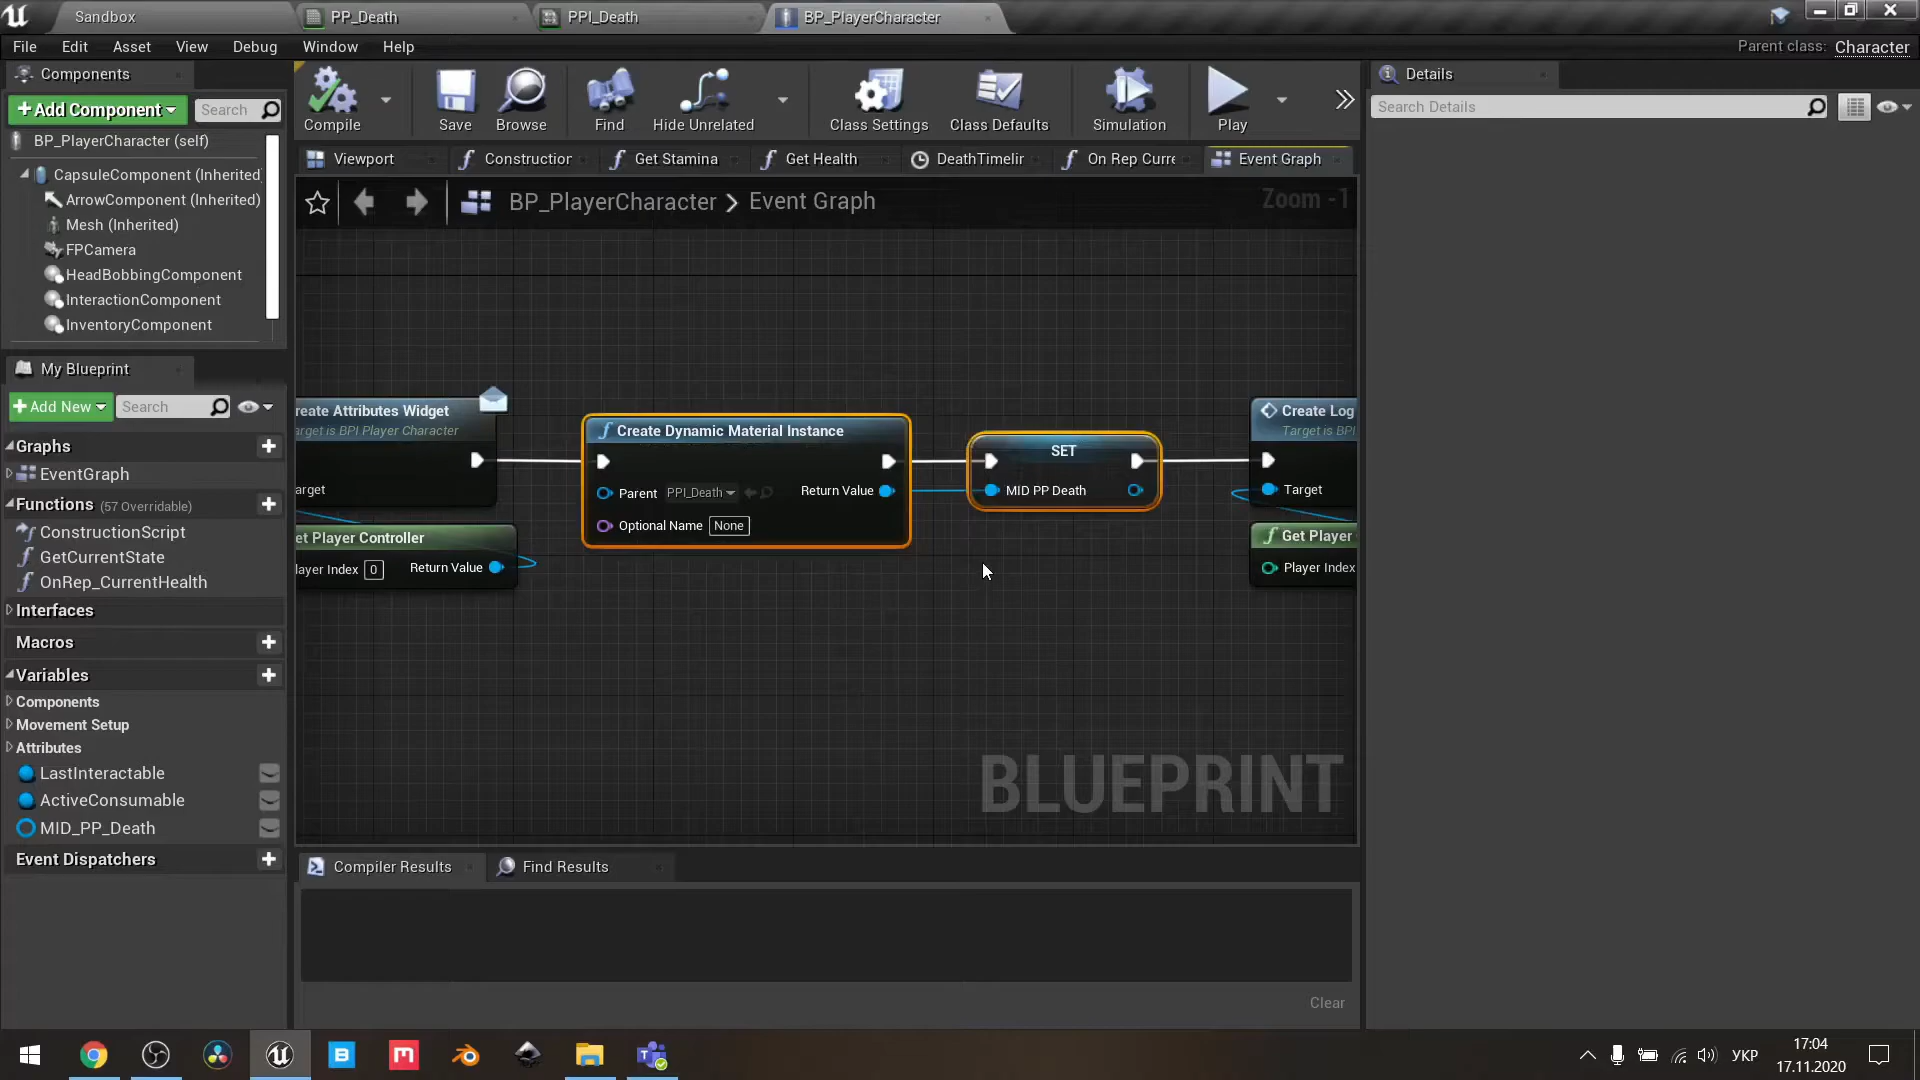 Sandbox
PP_Death
PPI_Death
BP_PlayerCharacter
File Edit Asset View Debug Window Help
Parent class: Character
Components
Add Component
Search
BP_PlayerCharacter (self)
CapsuleComponent (Inherited)
ArrowComponent (Inherited)
Mesh (Inherited)
FPCamera
HeadBobbingComponent
InteractionComponent
InventoryComponent
Compile
Save
Browse
Find
Hide Unrelated
Class Settings
Class Defaults
Simulation
Play
Details
Search Details
Viewport
Construction
Get Stamina
Get Health
DeathTimelir
On Rep Curre
Event Graph
BP_PlayerCharacter > Event Graph
Zoom -1
My Blueprint
Add New
Search
Graphs
EventGraph
Functions (57 Overridable)
ConstructionScript
GetCurrentState
OnRep_CurrentHealth
Interfaces
Macros
Variables
Components
Movement Setup
Attributes
LastInteractable
ActiveConsumable
MID_PP_Death
Event Dispatchers
reate Attributes Widget
arget is BPI Player Character
arget
et Player Controller
layer Index 0 Return Value
Create Dynamic Material Instance
Parent PPI_Death Return Value
Optional Name None
SET
MID PP Death
Create Log
Target is BPI
Target
Get Player
Player Index
BLUEPRINT
Compiler Results
Find Results
Clear
УКР
17:04
17.11.2020